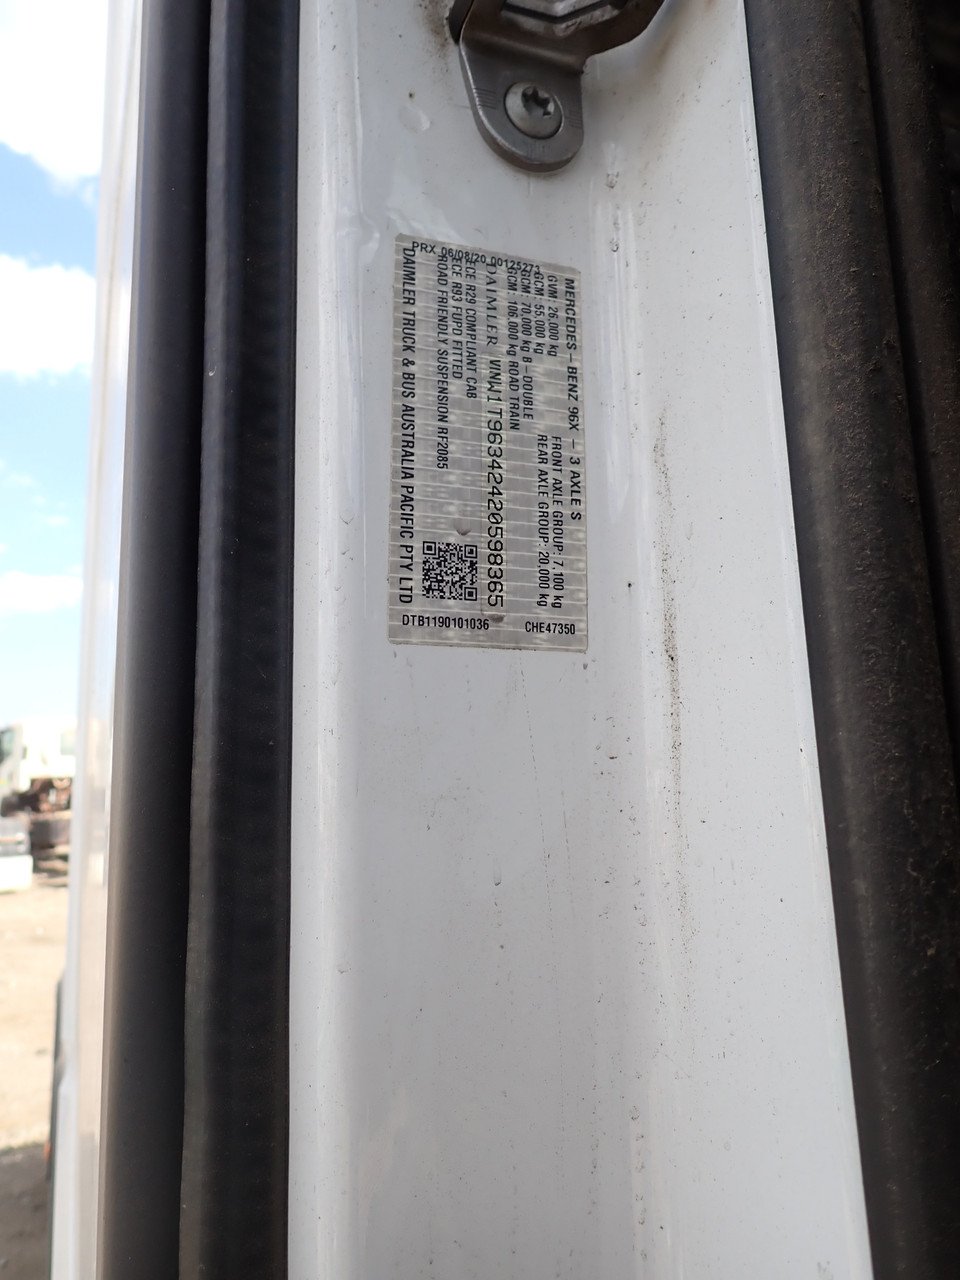 MERCEDES-BENZ 96X - 3 AXLE S
GVM: 26.000 kg FRONT AXLE GROUP: 7.100 kg
GCM: 55.000 kg REAR AXLE GROUP: 20.000 kg
GCM: 70.000 kg B-DOUBLE
GCM: 106.000 kg ROAD TRAIN
DAIMLER W1T96342420598365
ECE R29 COMPLIANT CAB
ECE R93 FUPD FITTED
ROAD FRIENDLY SUSPENSION RF2085
DAIMLER TRUCK & BUS AUSTRALIA PACIFIC PTY LTD
PRX 06/08/20 00125273
DTB1190101036 CHE47350